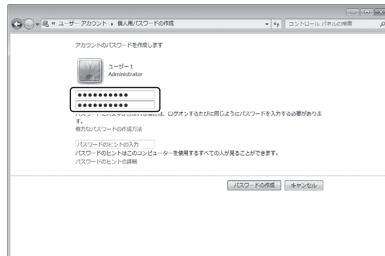 ユーザー アカウント ▸ 個人用パスワードの作成
コントロール パネルの検索
アカウントのパスワードを作成します
ユーザー 1
Administrator
●●●●●●●●●●
●●●●●●●●●●
ログオンするたびに同じようにパスワードを入力する必要がありま
す。
強力なパスワードの作成方法
パスワードのヒントの入力
パスワードのヒントはこのコンピューターを使用するすべての人が見ることができます。
パスワードのヒントの詳細
パスワードの作成 キャンセル